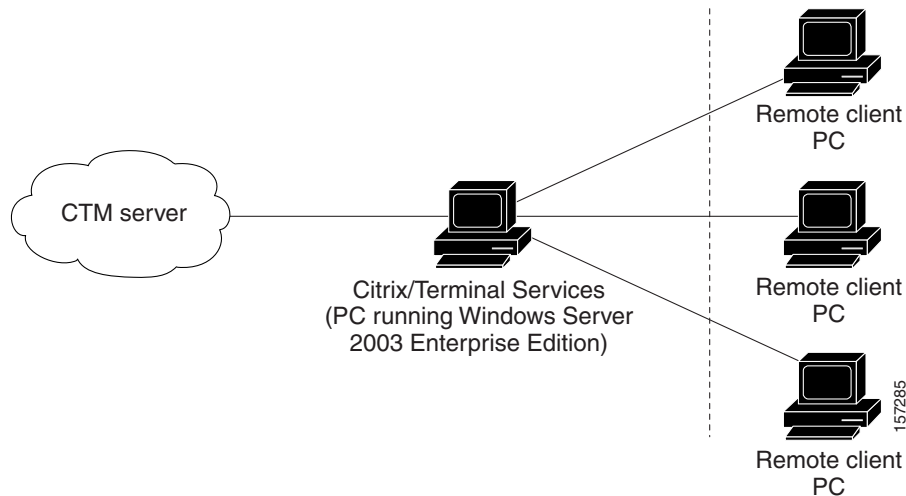 Remote client
PC
CTM server
Citrix/Terminal Services
(PC running Windows Server
2003 Enterprise Edition)
Remote client
PC
Remote client
PC
157285